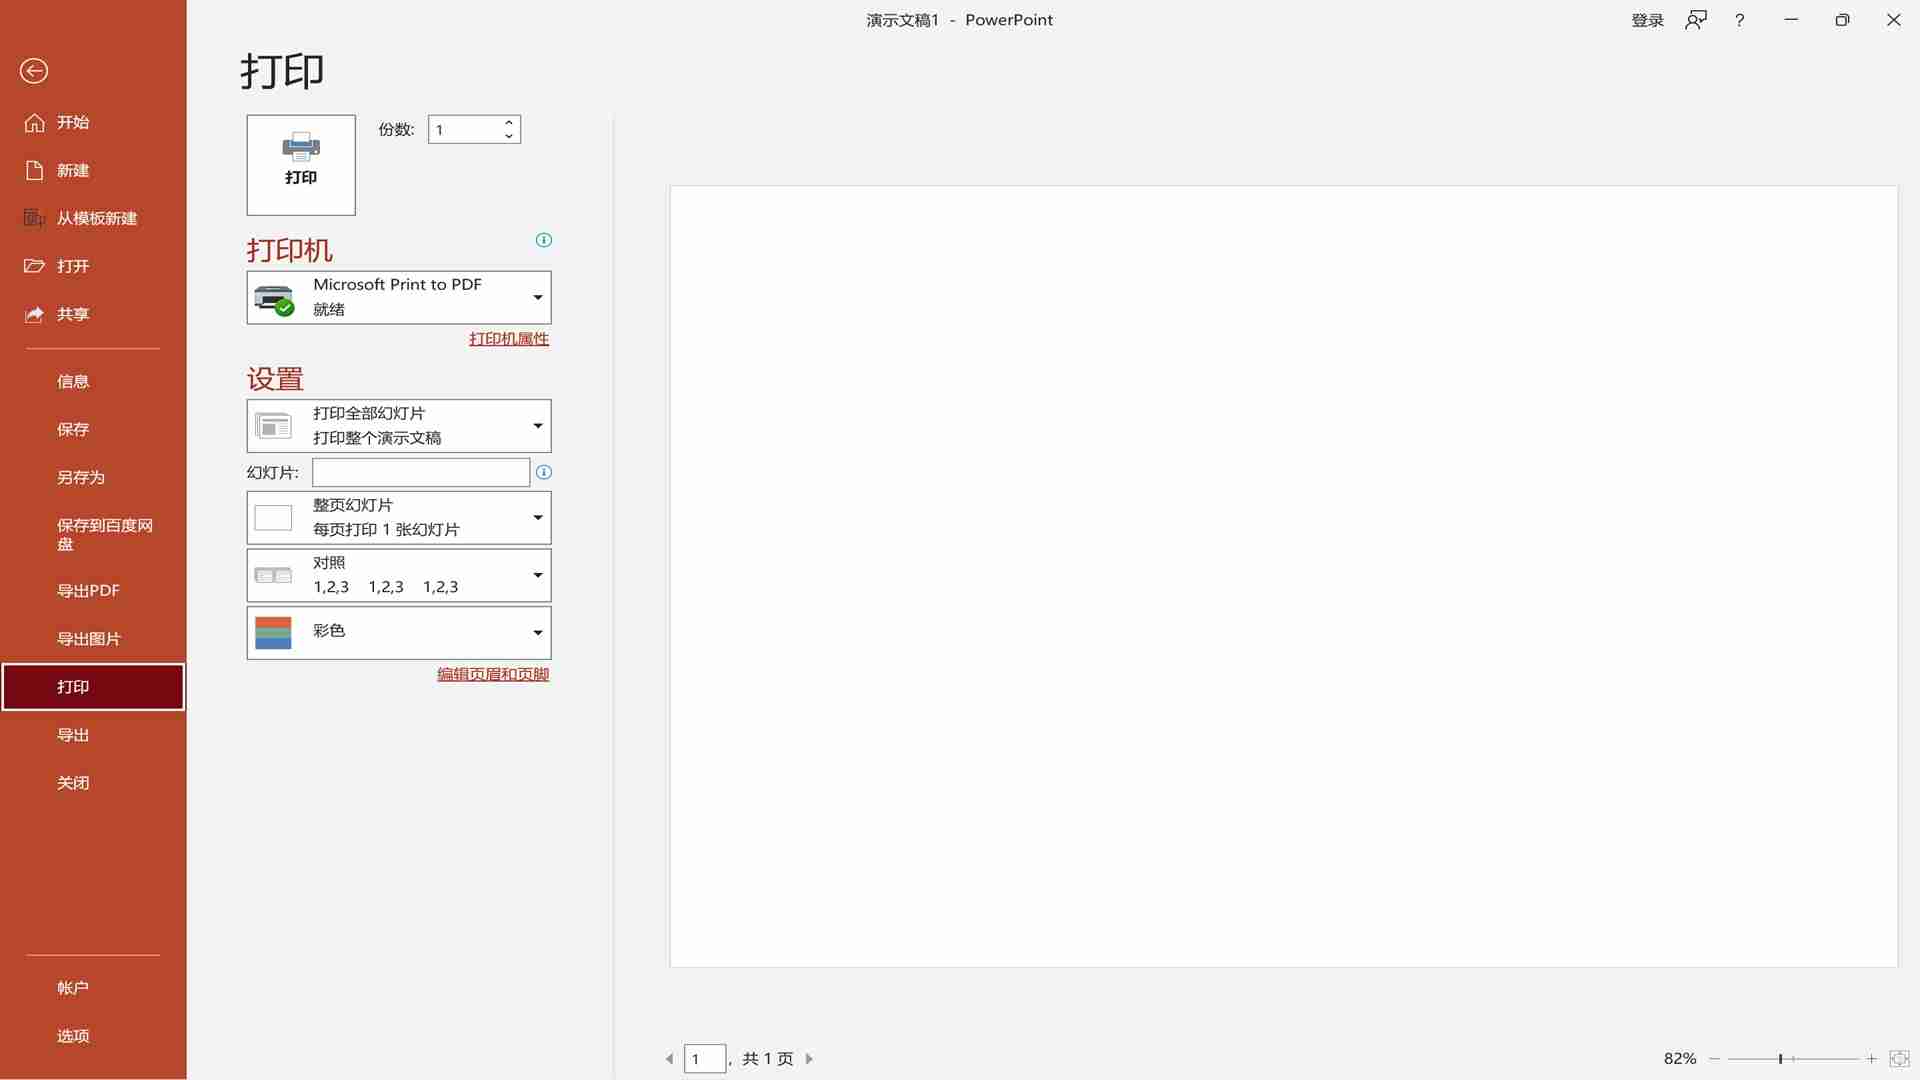 演示文稿1 - PowerPoint
登录
?
打印
开始
新建
从模板新建
打开
共享
信息
保存
另存为
保存到百度网
盘
导出PDF
导出图片
打印
导出
关闭
帐户
选项
打印
份数: 1
打印机
Microsoft Print to PDF
就绪
打印机属性
设置
打印全部幻灯片
打印整个演示文稿
幻灯片:
整页幻灯片
每页打印 1 张幻灯片
对照
1,2,3 1,2,3 1,2,3
彩色
编辑页眉和页脚
1 , 共 1 页
82%